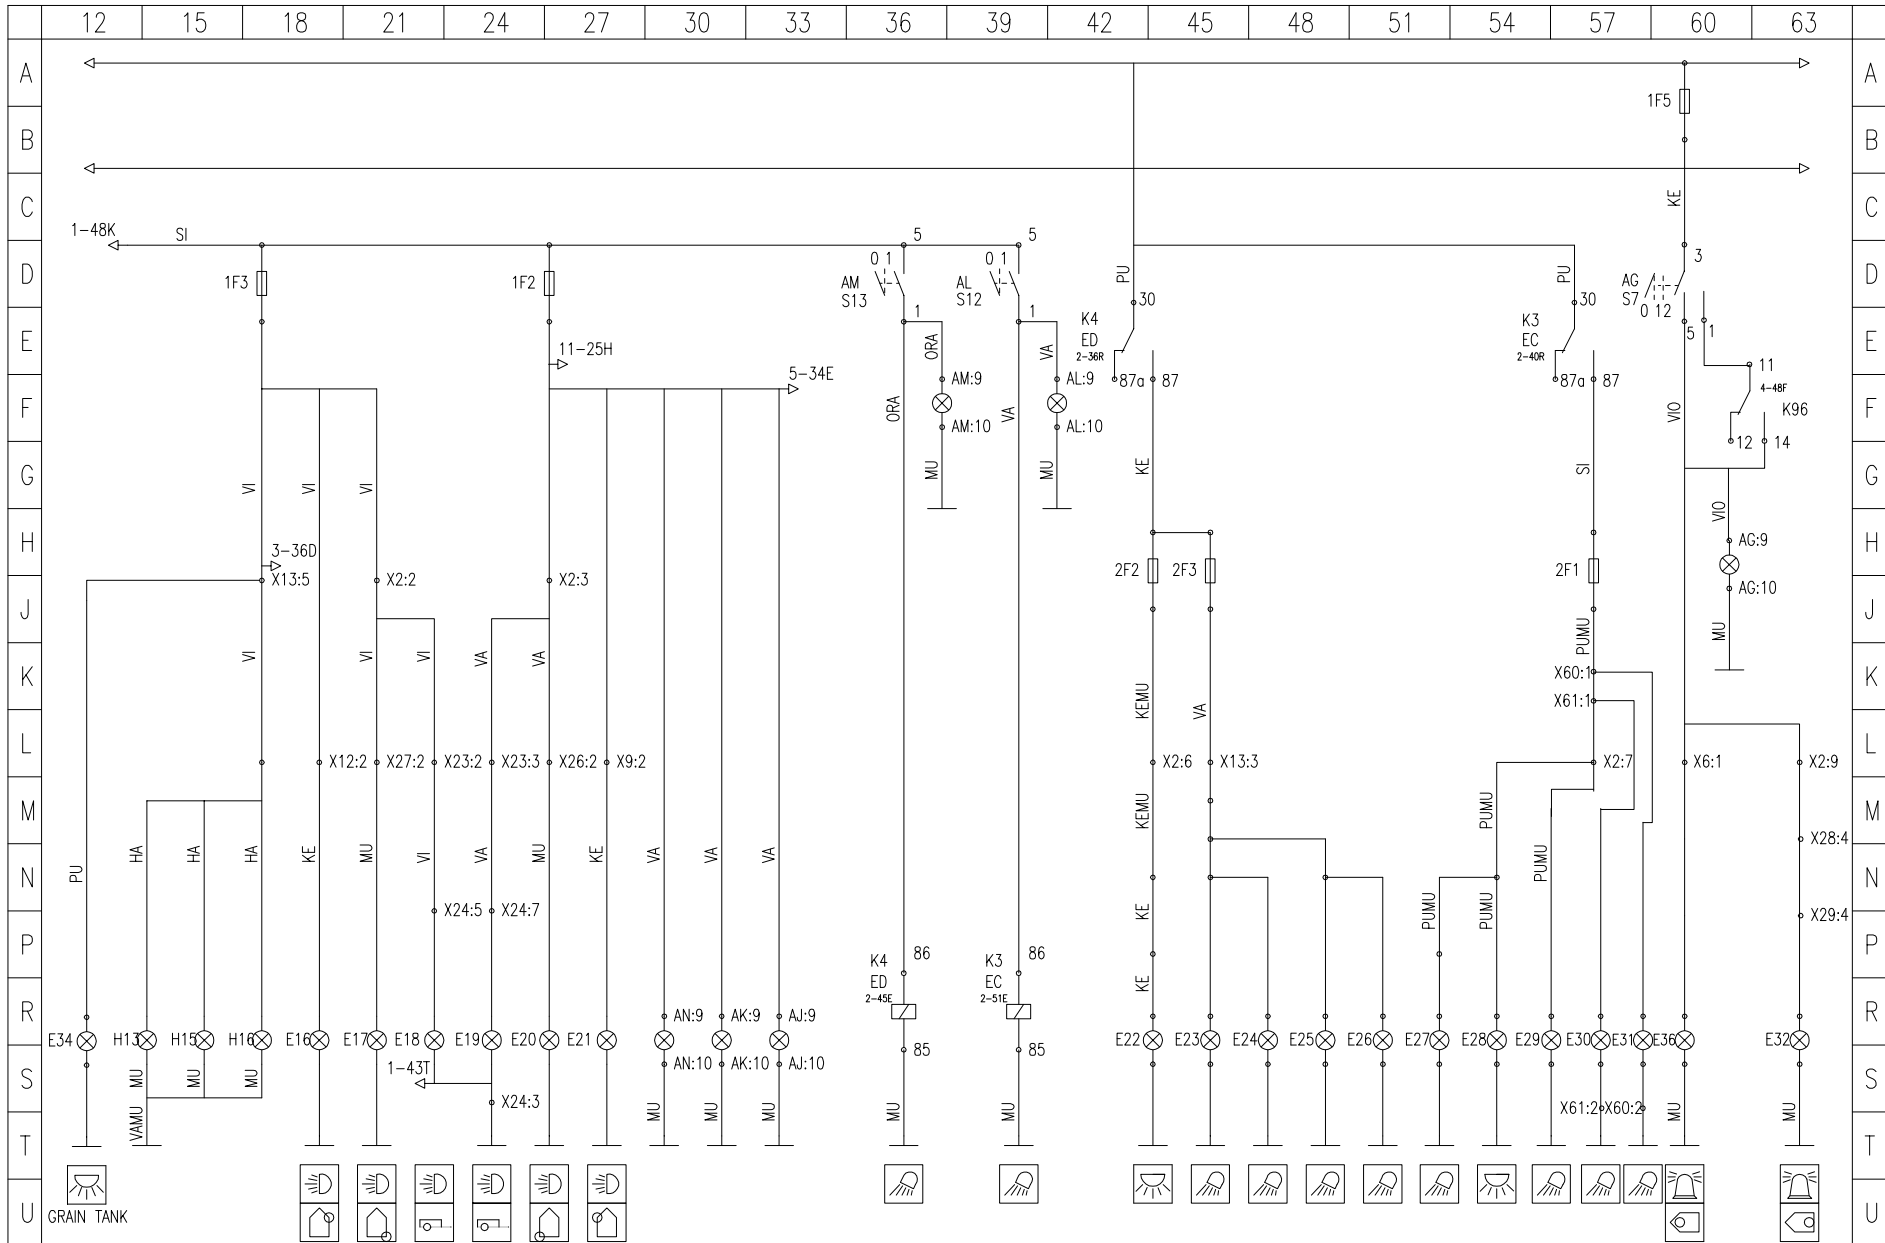 12 15 18 21 24 27 30 33 36 39 42 45 48 51 54 57 60 63
A A
1F5
B B
C KE C
1-48K SI 5 5
3
D 1F3 1F2 AM S13 0 1 AL S12 0 1 PU PU AG S7 0 12 D
30 30
1 1 5 1
E 11-25H ORA VA K4 ED 2-36R K3 EC 2-40R E
5-34E 11
AM:9 AL:9 87a 87 87a 87 4-48F
F ORA VA VIO K96 F
AM:10 AL:10 12 14
G VI VI VI MU MU KE SI G
VIO
H 3-36D AG:9 H
2F2 2F3 2F1
X13:5 X2:2 X2:3 AG:10
J J
PUMU MU
K VI VI VI VA VA X60:1 K
X61:1
KEMU VA
L X12:2 X27:2 X23:2 X23:3 X26:2 X9:2 X2:6 X13:3 X2:7 X6:1 X2:9 L
M KEMU PUMU M
X28:4
HA HA HA KE MU VI VA MU KE VA VA VA PUMU
N PU N
X24:5 X24:7 KE PUMU PUMU X29:4
P 86 86 P
K4 ED 2-45E K3 EC 2-51E KE
R AN:9 AK:9 AJ:9 R
E34 H13 H15 H16 E16 E17 E18 E19 E20 E21 E22 E23 E24 E25 E26 E27 E28 E29 E30 E31 E36 E32
85 85
1-43T AN:10 AK:10 AJ:10
S MU MU MU S
X24:3 X61:2 X60:2
VAMU MU MU MU MU MU MU MU
T T
U GRAIN TANK U